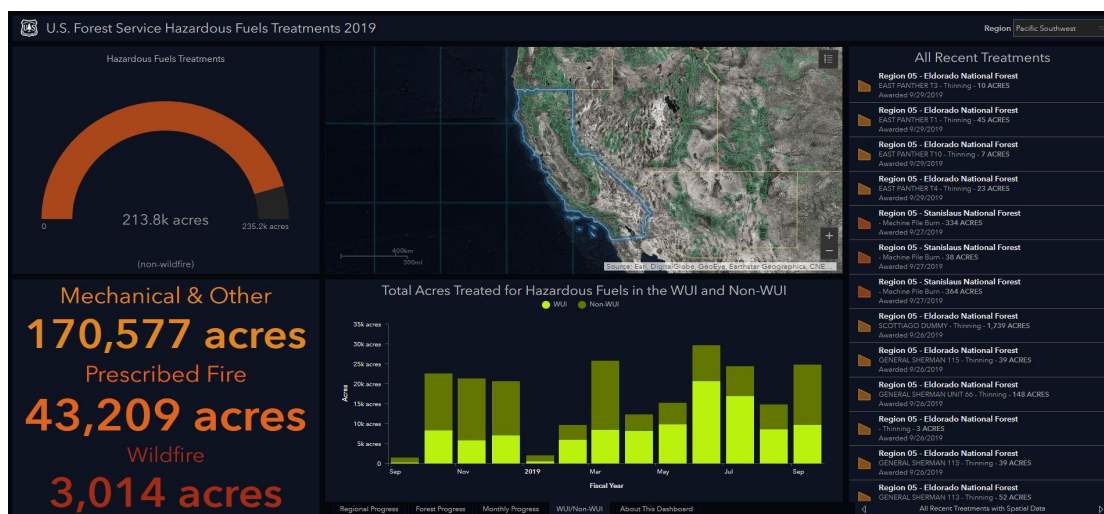 U.S. Forest Service Hazardous Fuels Treatments 2019
Region Pacific Southwest
Hazardous Fuels Treatments
213.8k acres
0
235.2k acres
(non-wildfire)
Mechanical & Other
170,577 acres
Prescribed Fire
43,209 acres
Wildfire
3,014 acres
400km
200mi
+
−
Source: Esri, DigitalGlobe, GeoEye, Earthstar Geographics, CNE...
Total Acres Treated for Hazardous Fuels in the WUI and Non-WUI
WUI Non-WUI
Acres
35k acres
30k acres
25k acres
20k acres
15k acres
10k acres
5k acres
0
Sep Nov 2019 Mar May Jul Sep
Fiscal Year
Regional Progress Forest Progress Monthly Progress WUI/Non-WUI About This Dashboard
All Recent Treatments
Region 05 - Eldorado National Forest
EAST PANTHER T3 - Thinning - 10 ACRES
Awarded 9/29/2019
Region 05 - Eldorado National Forest
EAST PANTHER T1 - Thinning - 45 ACRES
Awarded 9/29/2019
Region 05 - Eldorado National Forest
EAST PANTHER T10 - Thinning - 7 ACRES
Awarded 9/29/2019
Region 05 - Eldorado National Forest
EAST PANTHER T4 - Thinning - 23 ACRES
Awarded 9/29/2019
Region 05 - Stanislaus National Forest
- Machine Pile Burn - 334 ACRES
Awarded 9/27/2019
Region 05 - Stanislaus National Forest
- Machine Pile Burn - 38 ACRES
Awarded 9/27/2019
Region 05 - Stanislaus National Forest
- Machine Pile Burn - 364 ACRES
Awarded 9/27/2019
Region 05 - Eldorado National Forest
SCOTTIAGO DUMMY - Thinning - 1,739 ACRES
Awarded 9/26/2019
Region 05 - Eldorado National Forest
GENERAL SHERMAN 115 - Thinning - 39 ACRES
Awarded 9/26/2019
Region 05 - Eldorado National Forest
GENERAL SHERMAN UNIT 66 - Thinning - 148 ACRES
Awarded 9/26/2019
Region 05 - Eldorado National Forest
- Thinning - 3 ACRES
Awarded 9/26/2019
Region 05 - Eldorado National Forest
GENERAL SHERMAN 115 - Thinning - 39 ACRES
Awarded 9/26/2019
Region 05 - Eldorado National Forest
GENERAL SHERMAN 113 - Thinning - 52 ACRES
All Recent Treatments with Spatial Data